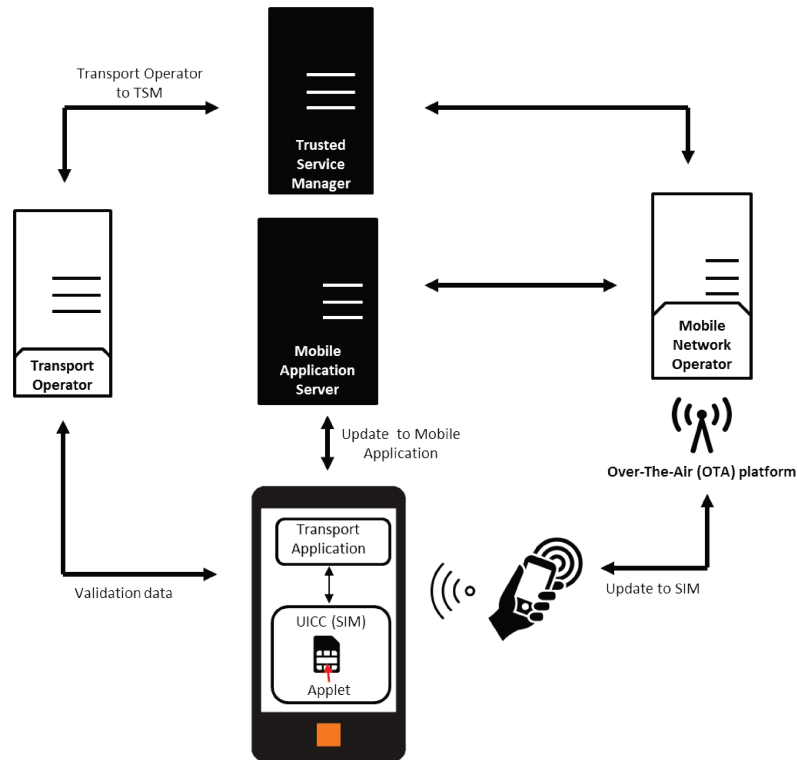 Transport Operator
to TSM
Trusted
Service
Manager
Transport
Operator
Mobile
Application
Server
Mobile
Network
Operator
Update to Mobile
Application
Over-The-Air (OTA) platform
Transport
Application
Validation data
Update to SIM
UICC (SIM)
Applet